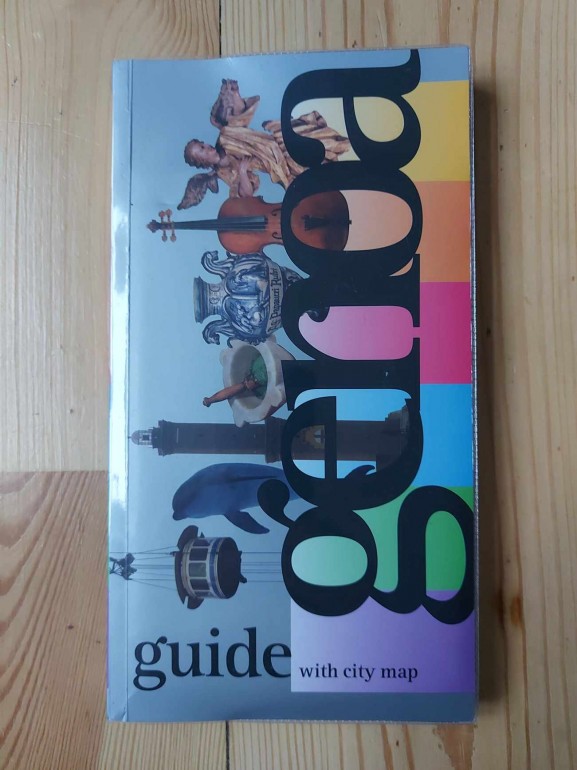 genoa
guide
with city map